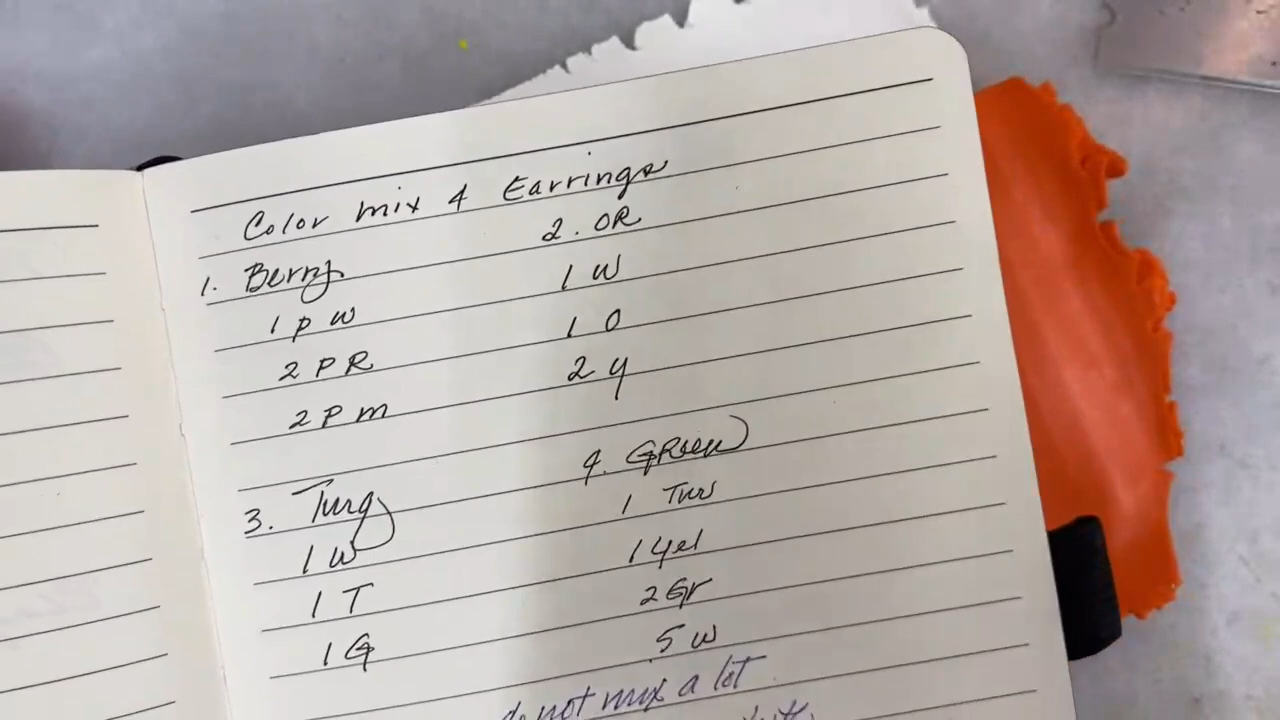 Color mix 4 Earrings
1. Berry
1 P W
2 P R
2 P m
2. OR
1 W
1 O
2 y
3. Turq
1 W
1 T
1 G
4. GReen
1 Tur
1 Yel
2 Gr
.5 W
do not mix a lot